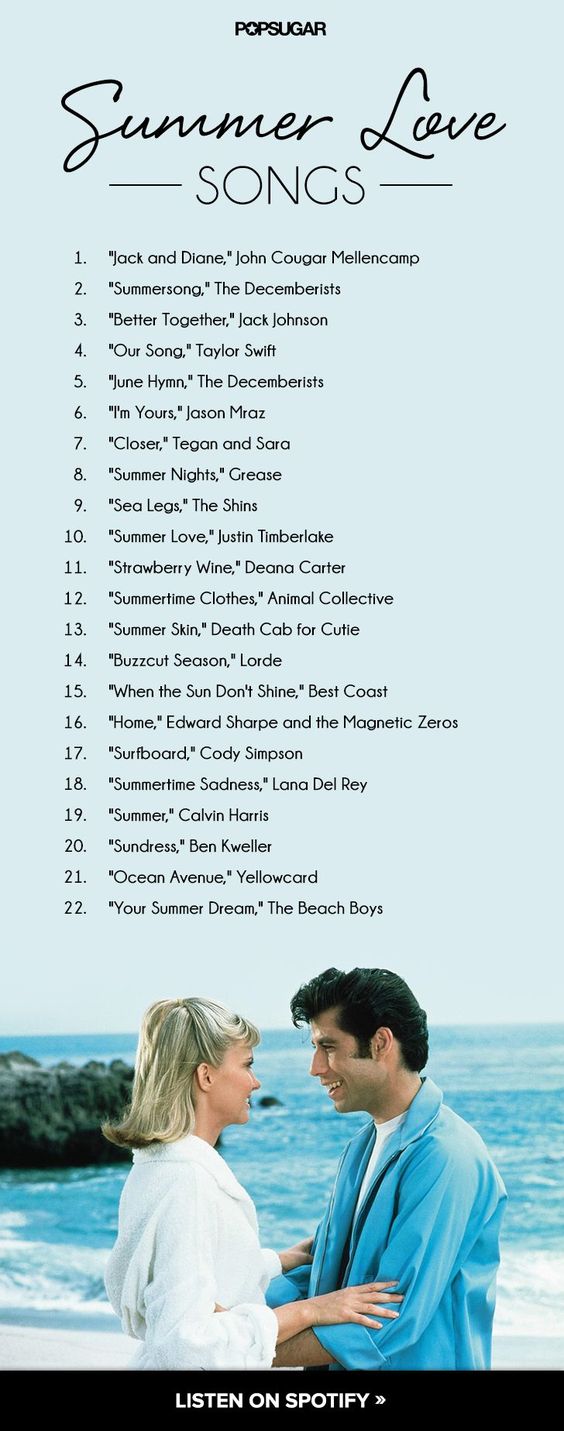 POPSUGAR
Summer Love
SONGS
1. "Jack and Diane," John Cougar Mellencamp
2. "Summersong," The Decemberists
3. "Better Together," Jack Johnson
4. "Our Song," Taylor Swift
5. "June Hymn," The Decemberists
6. "I'm Yours," Jason Mraz
7. "Closer," Tegan and Sara
8. "Summer Nights," Grease
9. "Sea Legs," The Shins
10. "Summer Love," Justin Timberlake
11. "Strawberry Wine," Deana Carter
12. "Summertime Clothes," Animal Collective
13. "Summer Skin," Death Cab for Cutie
14. "Buzzcut Season," Lorde
15. "When the Sun Don't Shine," Best Coast
16. "Home," Edward Sharpe and the Magnetic Zeros
17. "Surfboard," Cody Simpson
18. "Summertime Sadness," Lana Del Rey
19. "Summer," Calvin Harris
20. "Sundress," Ben Kweller
21. "Ocean Avenue," Yellowcard
22. "Your Summer Dream," The Beach Boys
LISTEN ON SPOTIFY »